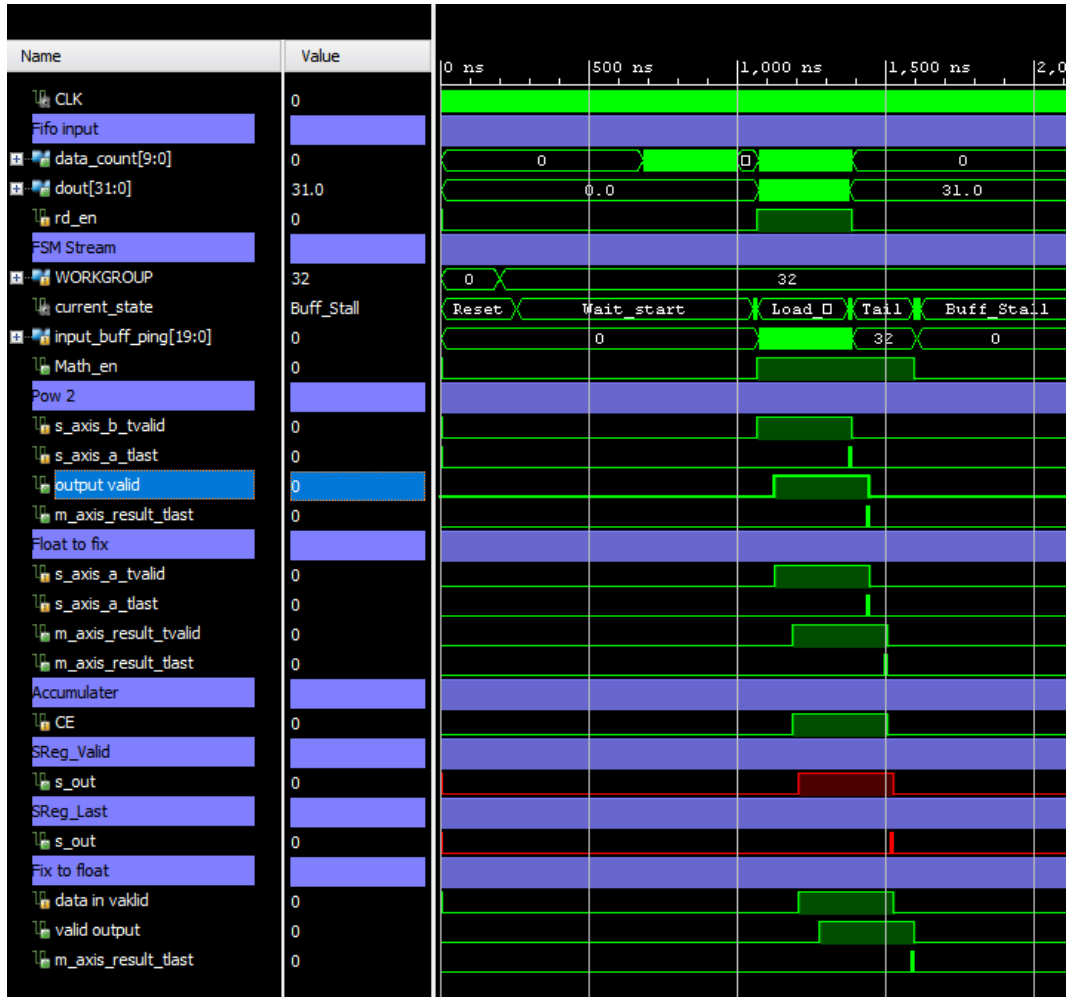 Name Value
0 ns 500 ns 1,000 ns 1,500 ns 2,0
CLK 0
Fifo input
data_count[9:0] 0 0 0
dout[31:0] 31.0 0.0 31.0
rd_en 0
FSM Stream
WORKGROUP 32 0 32
current_state Buff_Stall Reset Wait_start Load_ Tail Buff_Stall
input_buff_ping[19:0] 0 0 32 0
Math_en 0
Pow 2
s_axis_b_tvalid 0
s_axis_a_tlast 0
output valid 0
m_axis_result_tlast 0
Float to fix
s_axis_a_tvalid 0
s_axis_a_tlast 0
m_axis_result_tvalid 0
m_axis_result_tlast 0
Accumulater
CE 0
SReg_Valid
s_out 0
SReg_Last
s_out 0
Fix to float
data in vaklid 0
valid output 0
m_axis_result_tlast 0